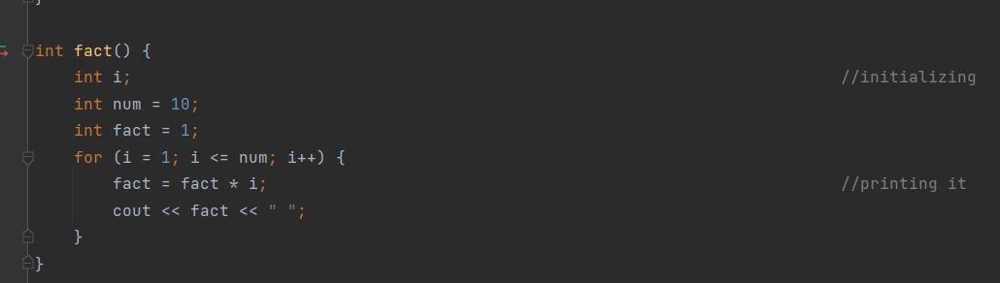 }
int fact() {
    int i;                                                                         //initializing
    int num = 10;
    int fact = 1;
    for (i = 1; i <= num; i++) {
        fact = fact * i;                                                           //printing it
        cout << fact << " ";
    }
}